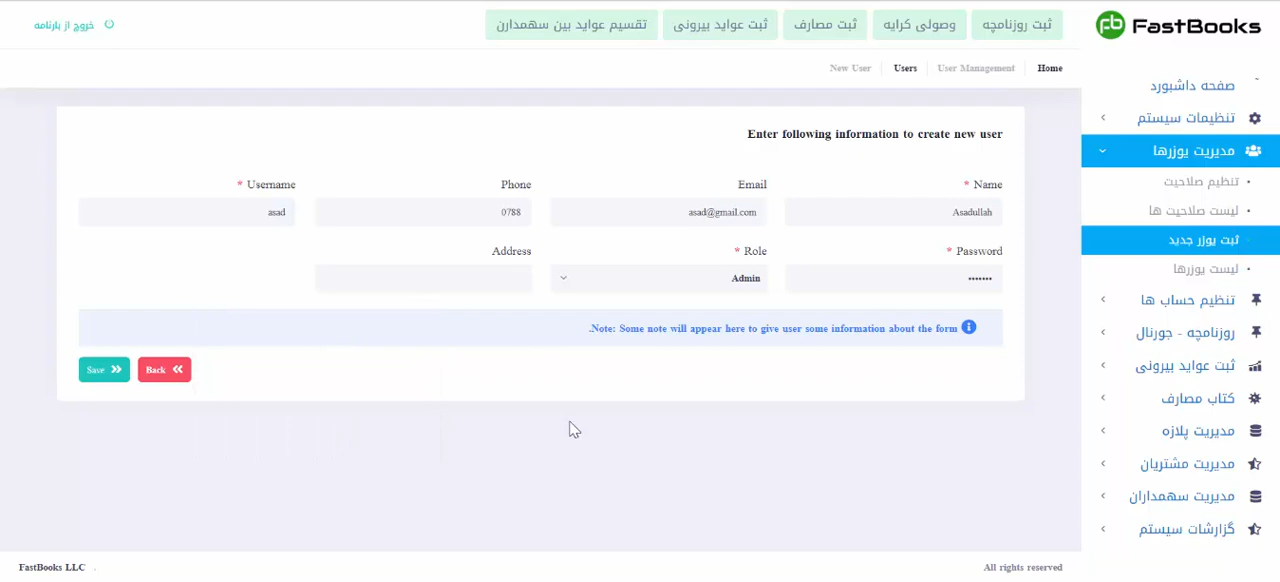 FastBooks
ثبت روزنامچه
وصولی کرایه
ثبت مصارف
ثبت عواید بیرونی
تقسیم عواید بین سهمدارن
خروج از بارنامه
Home
User Management
Users
New User
صفحه داشبورد
تنظیمات سیستم
مدیریت یوزرها
تنظیم صلاحیت
لیست صلاحیت ها
ثبت یوزر جدید
لیست یوزرها
تنظیم حساب ها
روزنامچه - جورنال
ثبت عواید بیرونی
کتاب مصارف
مدیریت پلازه
مدیریت مشتریان
مدیریت سهمداران
گزارشات سیستم
Enter following information to create new user
* Name
Email
Phone
* Username
Asadullah
asad@gmail.com
0788
asad
* Password
* Role
Address
•••••••
Admin
.Note: Some note will appear here to give user some information about the form
Save
Back
FastBooks LLC .
All rights reserved